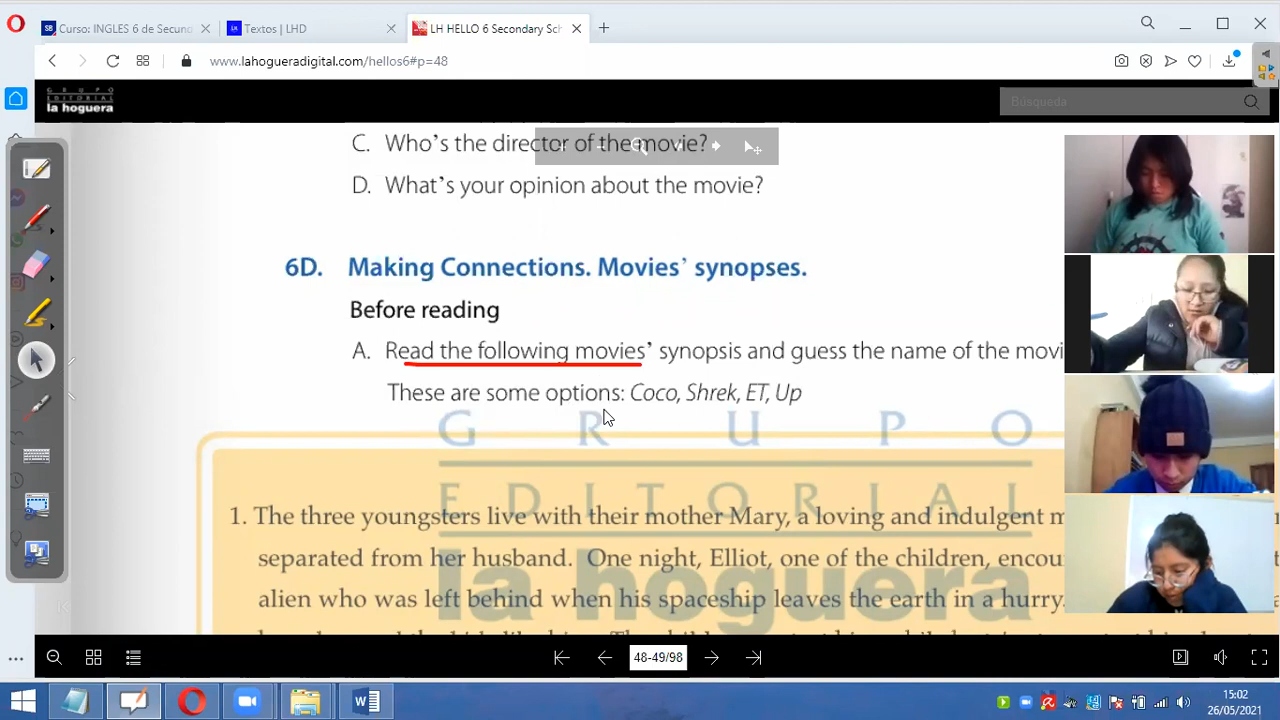 Curso: INGLES 6 de Secund
Textos | LHD
LH HELLO 6 Secondary Sch
www.lahogueradigital.com/hellos6#p=48
GRUPO
EDITORIAL
la hoguera
Búsqueda
C. Who's the director of the movie?
D. What's your opinion about the movie?
6D. Making Connections. Movies' synopses.
Before reading
A. Read the following movies' synopsis and guess the name of the movi
These are some options: Coco, Shrek, ET, Up
GRUPO
EDITORIAL
la hoguera
1. The three youngsters live with their mother Mary, a loving and indulgent m
separated from her husband. One night, Elliot, one of the children, encou
alien who was left behind when his spaceship leaves the earth in a hurry.
48-49/98
15:02
26/05/2021